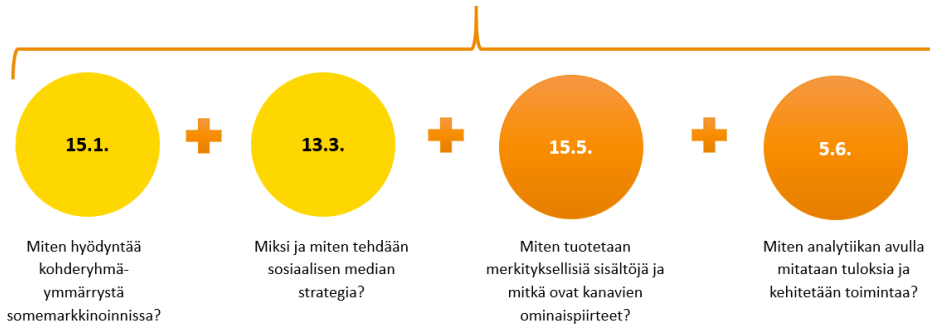 15.1.
13.3.
15.5.
5.6.
Miten hyödyntää
kohderyhmä-
ymmärrystä
somemarkkinoinnissa?
Miksi ja miten tehdään
sosiaalisen median
strategia?
Miten tuotetaan
merkityksellisiä sisältöjä ja
mitkä ovat kanavien
ominaispiirteet?
Miten analytiikan avulla
mitataan tuloksia ja
kehitetään toimintaa?